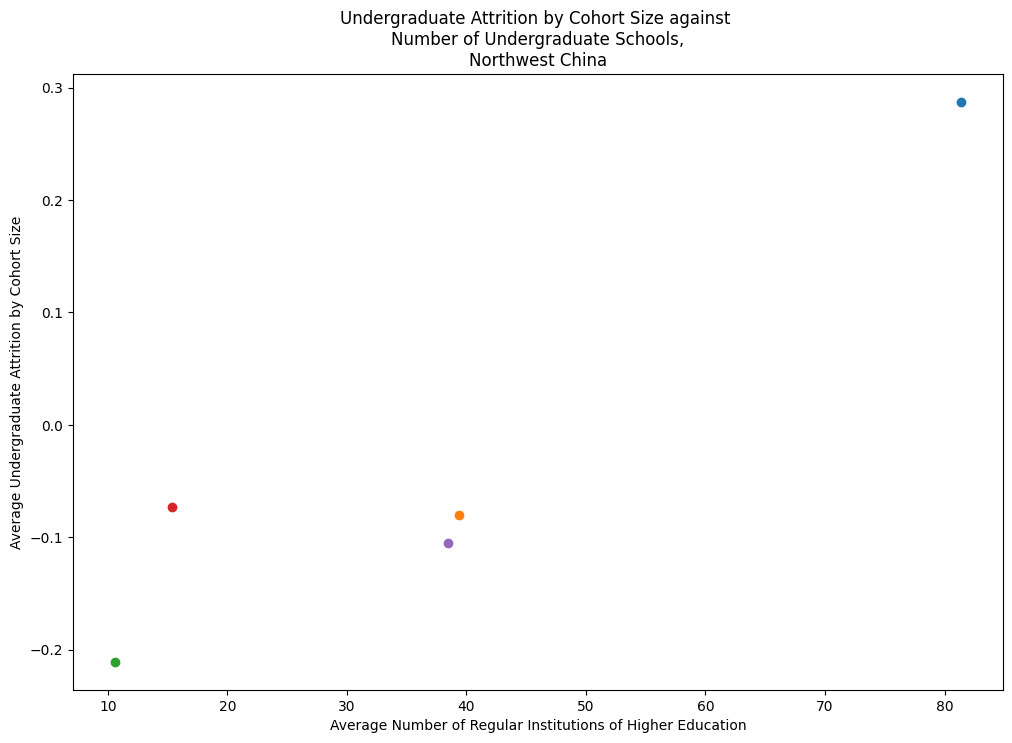 Undergraduate Attrition by Cohort Size against
Number of Undergraduate Schools,
Northwest China
0.3
0.2
0.1
0.0
−0.1
−0.2
Average Undergraduate Attrition by Cohort Size
10 20 30 40 50 60 70 80
Average Number of Regular Institutions of Higher Education